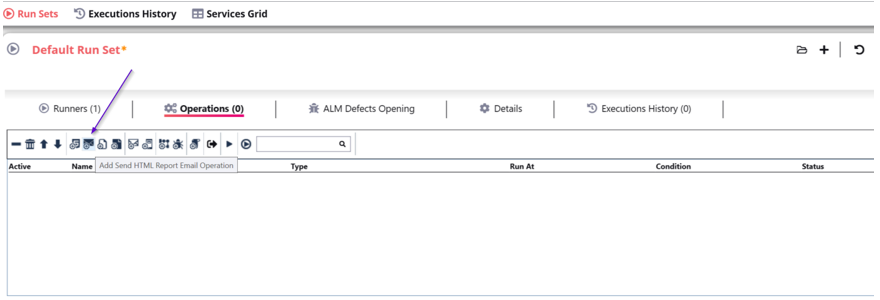 Run Sets Executions History Services Grid
Default Run Set*
Runners (1) Operations (0) ALM Defects Opening Details Executions History (0)
Add Send HTML Report Email Operation
Active Name Type Run At Condition Status